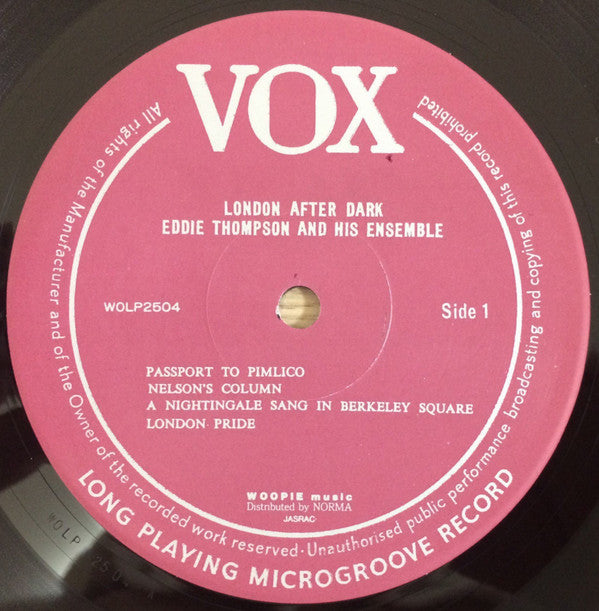 VOX
LONDON AFTER DARK
EDDIE THOMPSON AND HIS ENSEMBLE
WOLP2504
Side 1
PASSPORT TO PIMLICO
NELSON'S COLUMN
A NIGHTINGALE SANG IN BERKELEY SQUARE
LONDON PRIDE
WOOPIE music
Distributed by NORMA
JASRAC
All rights of the Manufacturer and of the Owner of the recorded work reserved · Unauthorised public performance broadcasting and copying of this record prohibited
LONG PLAYING MICROGROOVE RECORD
WOLP